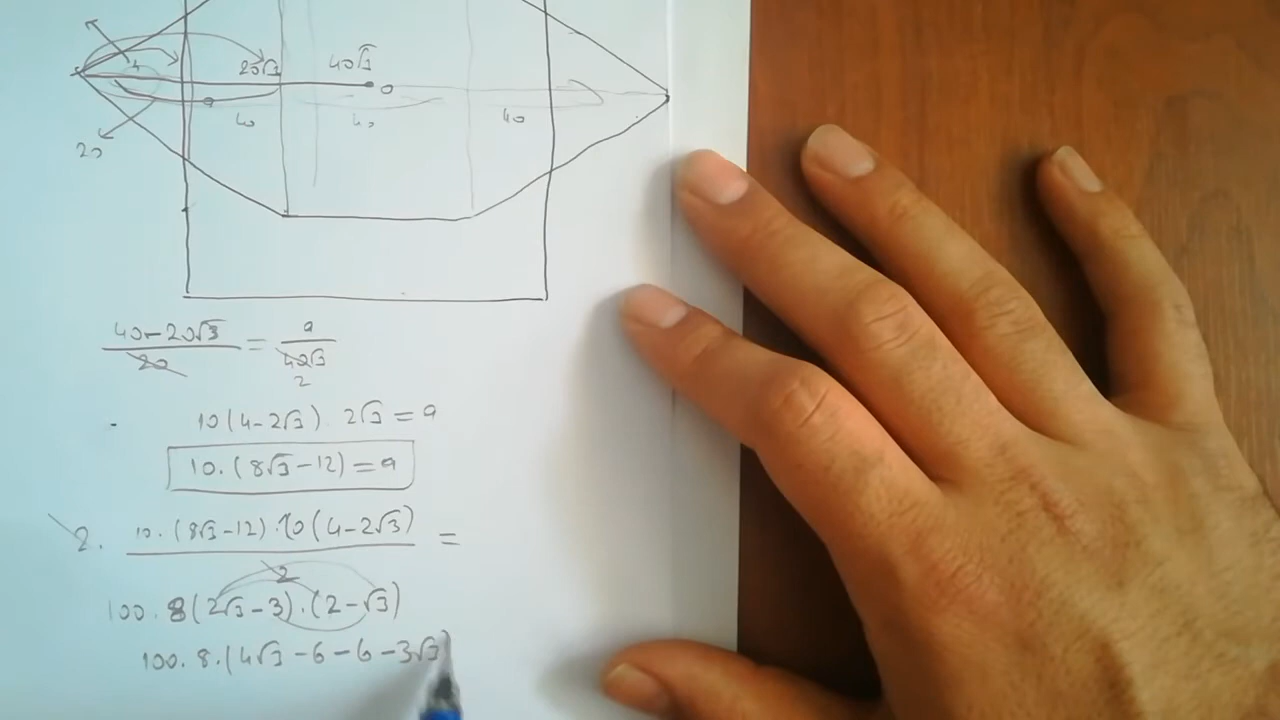 4 20√3 40√3 0
40 40 40
20
(40-20√3)/20 = a/(40√3) 2
10(4-2√3) 2√3 = a
10.(8√3-12) = a
2. (10.(8√3-12).10(4-2√3))/2 =
100.8(2√3-3).(2-√3)
100.8.(4√3-6-6-3√3)